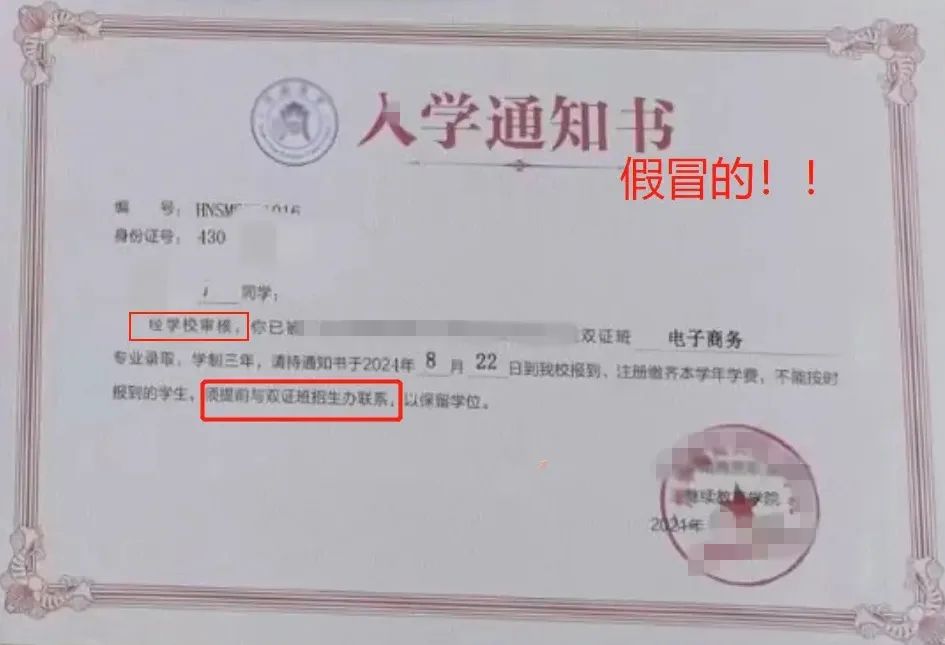 入学通知书
假冒的！！
编 号：HNSM 1016
身份证号：430
同学：
经学校审核，你已被 双证班 电子商务
专业录取，学制三年，请持通知书于2024年 8 月 22 日到我校报到、注册缴齐本学年学费，不能按时
报到的学生，须提前与双证班招生办联系，以保留学位。
继续教育学院
2024年